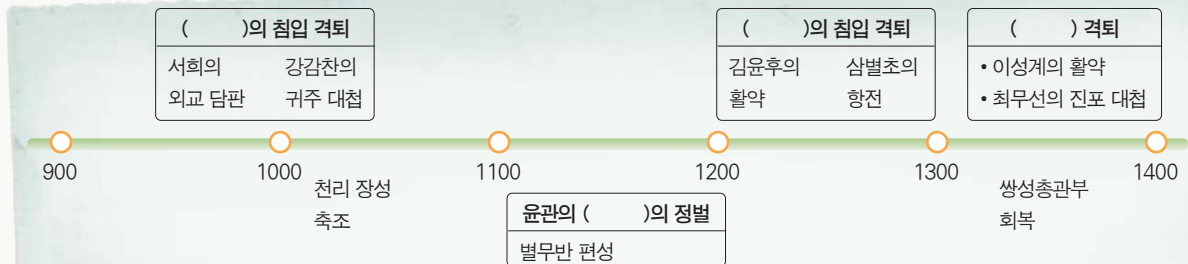 (          )의 침입 격퇴
서희의 강감찬의
외교 담판 귀주 대첩
(          )의 침입 격퇴
김윤후의 삼별초의
활약 항전
(          ) 격퇴
• 이성계의 활약
• 최무선의 진포 대첩
900 1000 1100 1200 1300 1400
천리 장성
축조
윤관의 (          )의 정벌
별무반 편성
쌍성총관부
회복